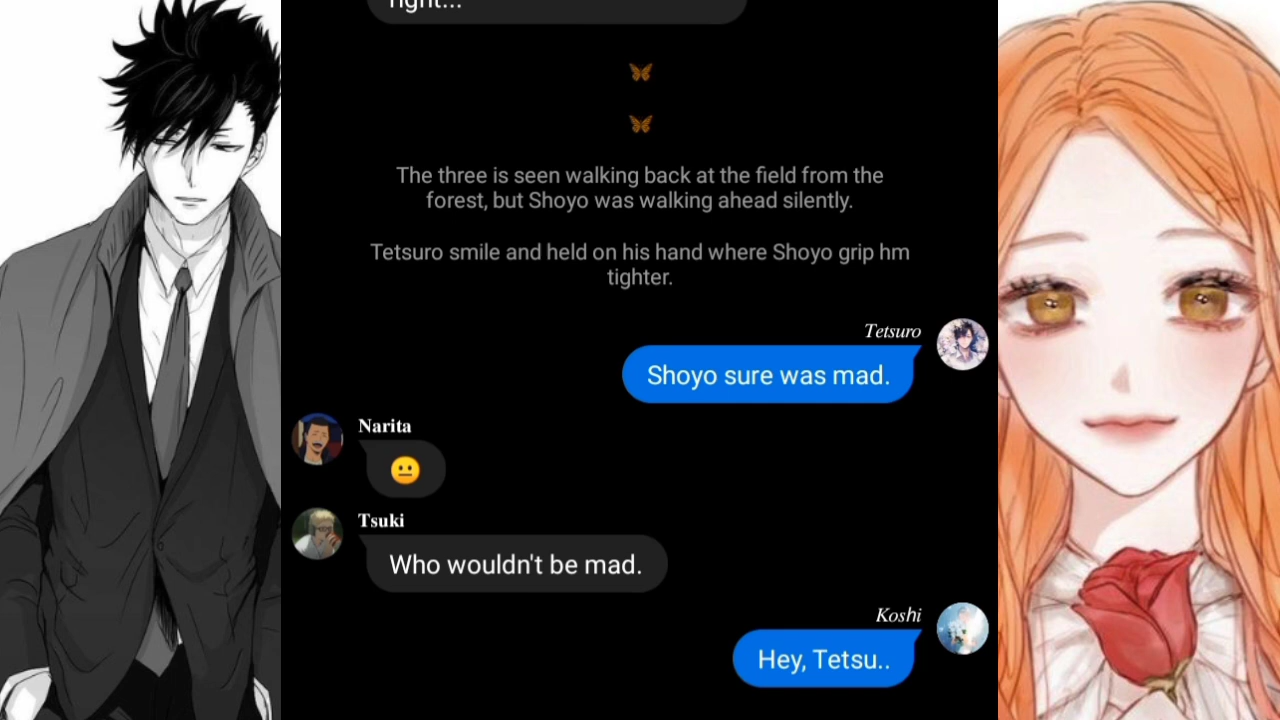 right...
The three is seen walking back at the field from the
forest, but Shoyo was walking ahead silently.
Tetsuro smile and held on his hand where Shoyo grip hm
tighter.
Tetsuro
Shoyo sure was mad.
Narita
😐
Tsuki
Who wouldn't be mad.
Koshi
Hey, Tetsu..